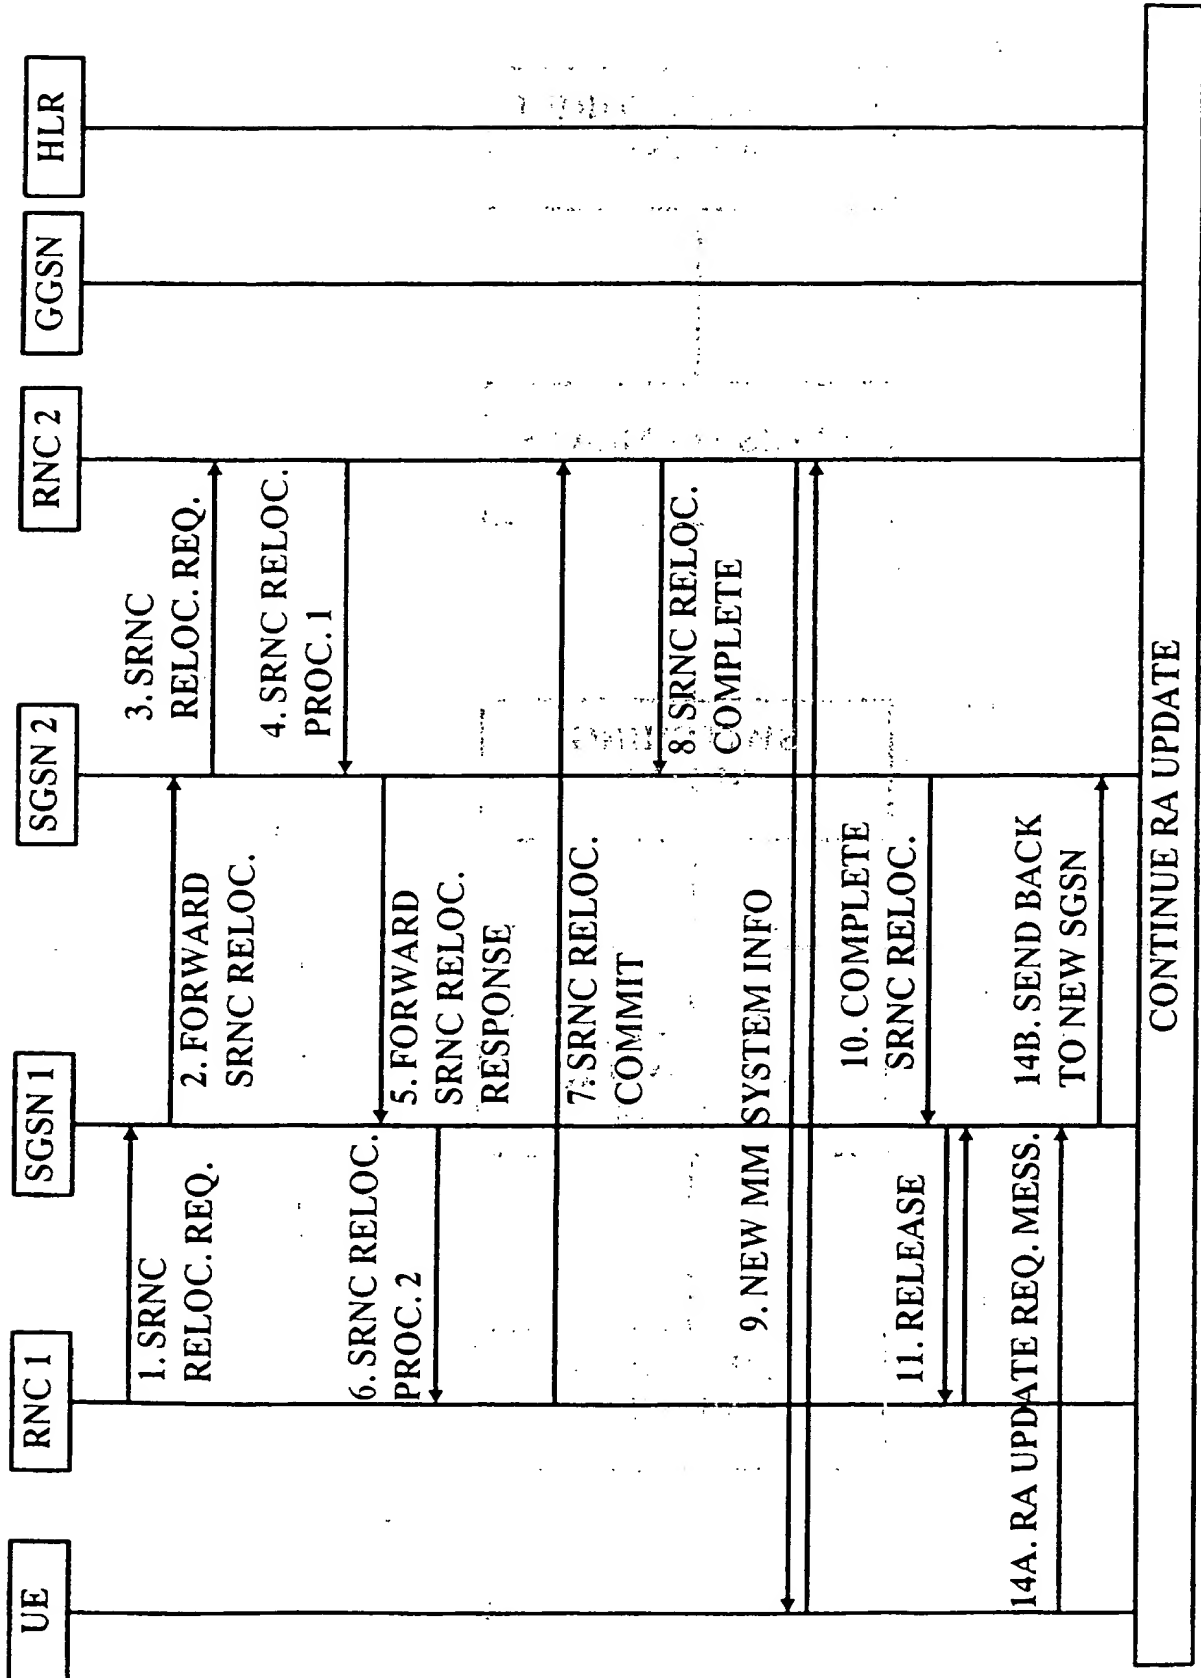 UE
RNC 1
SGSN 1
SGSN 2
RNC 2
GGSN
HLR
1. SRNC
RELOC. REQ.
2. FORWARD
SRNC RELOC.
3. SRNC
RELOC. REQ.
4. SRNC RELOC.
PROC. 1
5. FORWARD
SRNC RELOC.
RESPONSE
6. SRNC RELOC.
PROC. 2
7. SRNC RELOC.
COMMIT
8. SRNC RELOC.
COMPLETE
9. NEW MM SYSTEM INFO
10. COMPLETE
SRNC RELOC.
11. RELEASE
14A. RA UPDATE REQ. MESS.
14B. SEND BACK
TO NEW SGSN
CONTINUE RA UPDATE